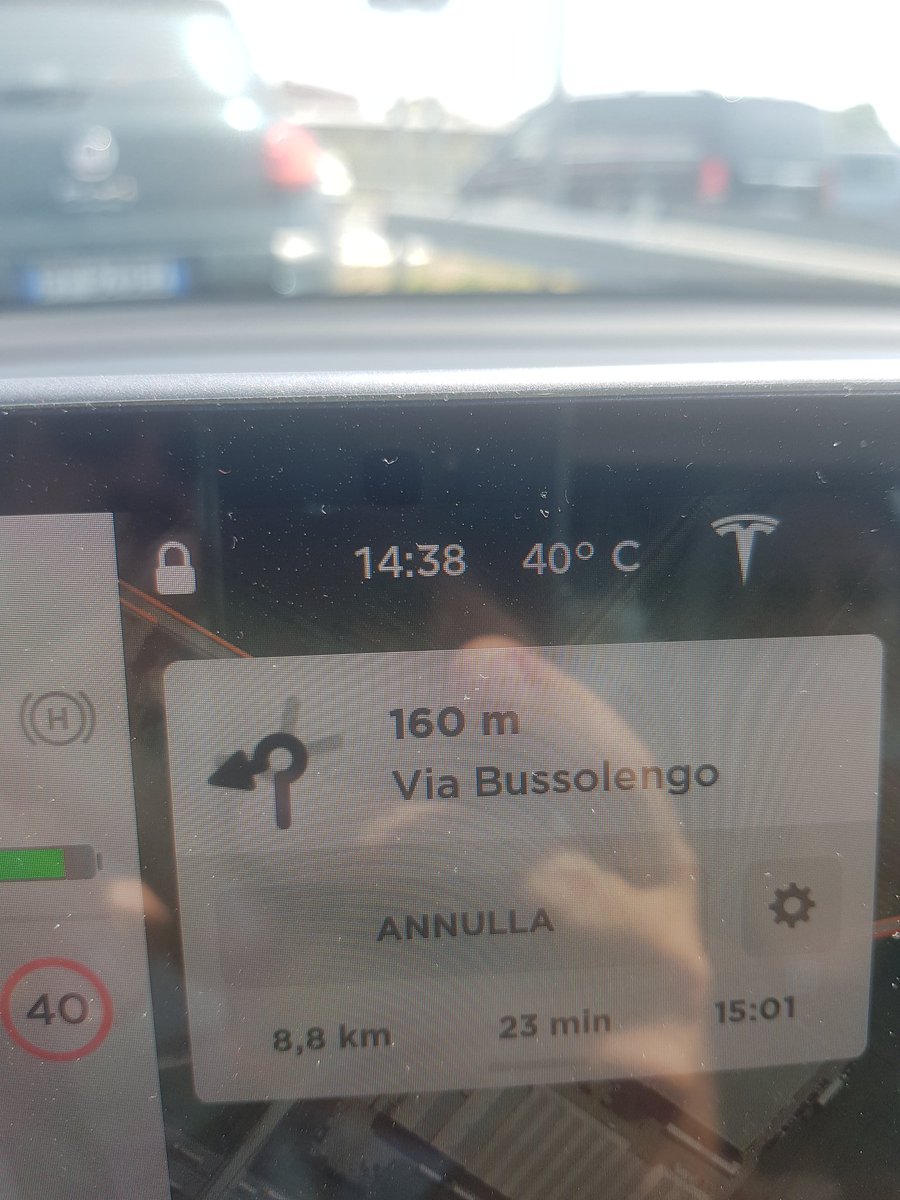 14:38 40° C
H
160 m
Via Bussolengo
ANNULLA
40
8,8 km 23 min 15:01